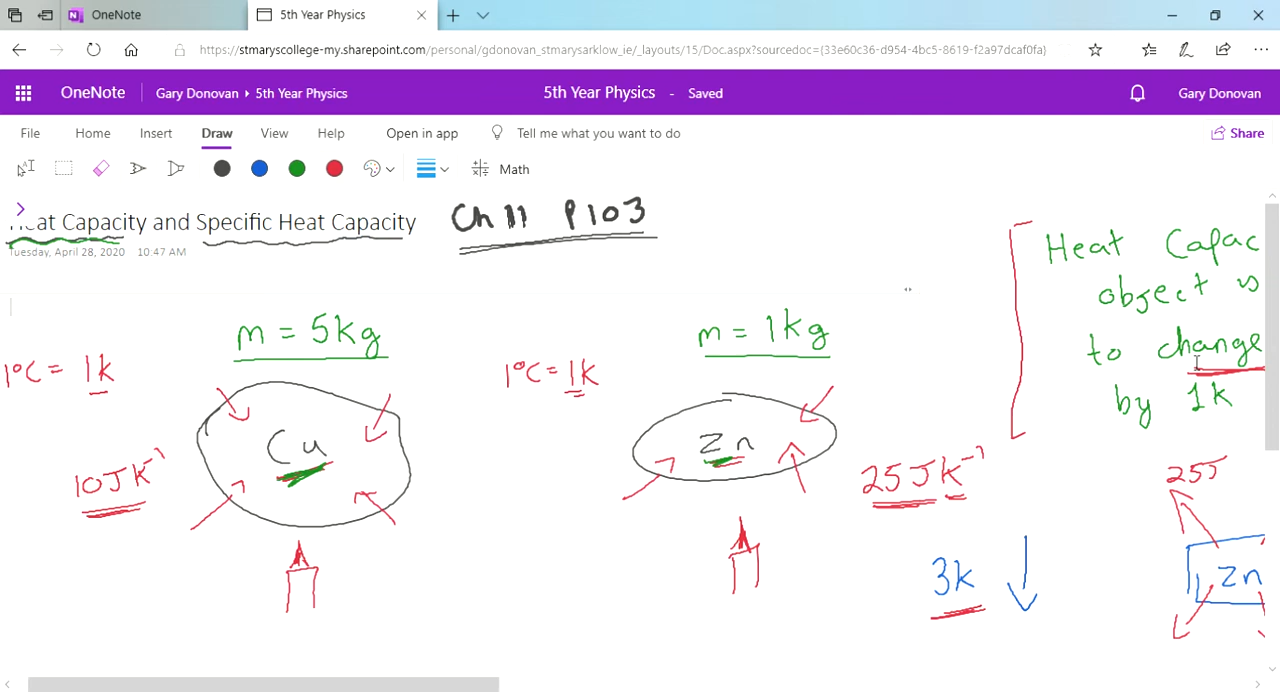 OneNote
5th Year Physics
https://stmaryscollege-my.sharepoint.com/personal/gdonovan_stmarysarklow_ie/_layouts/15/Doc.aspx?sourcedoc={33e60c36-d954-4bc5-8619-f2a97dcaf0fa}
OneNote Gary Donovan › 5th Year Physics 5th Year Physics - Saved Gary Donovan
File Home Insert Draw View Help Open in app Tell me what you want to do Share
Math
Heat Capacity and Specific Heat Capacity Ch 11 P103
Tuesday, April 28, 2020 10:47 AM
Heat Capac
object is
to change
by 1k
m = 5kg
m = 1kg
1°C = 1k
1°C = 1k
Cu
Zn
10Jk⁻¹
25Jk⁻¹
25J
3k
Zn